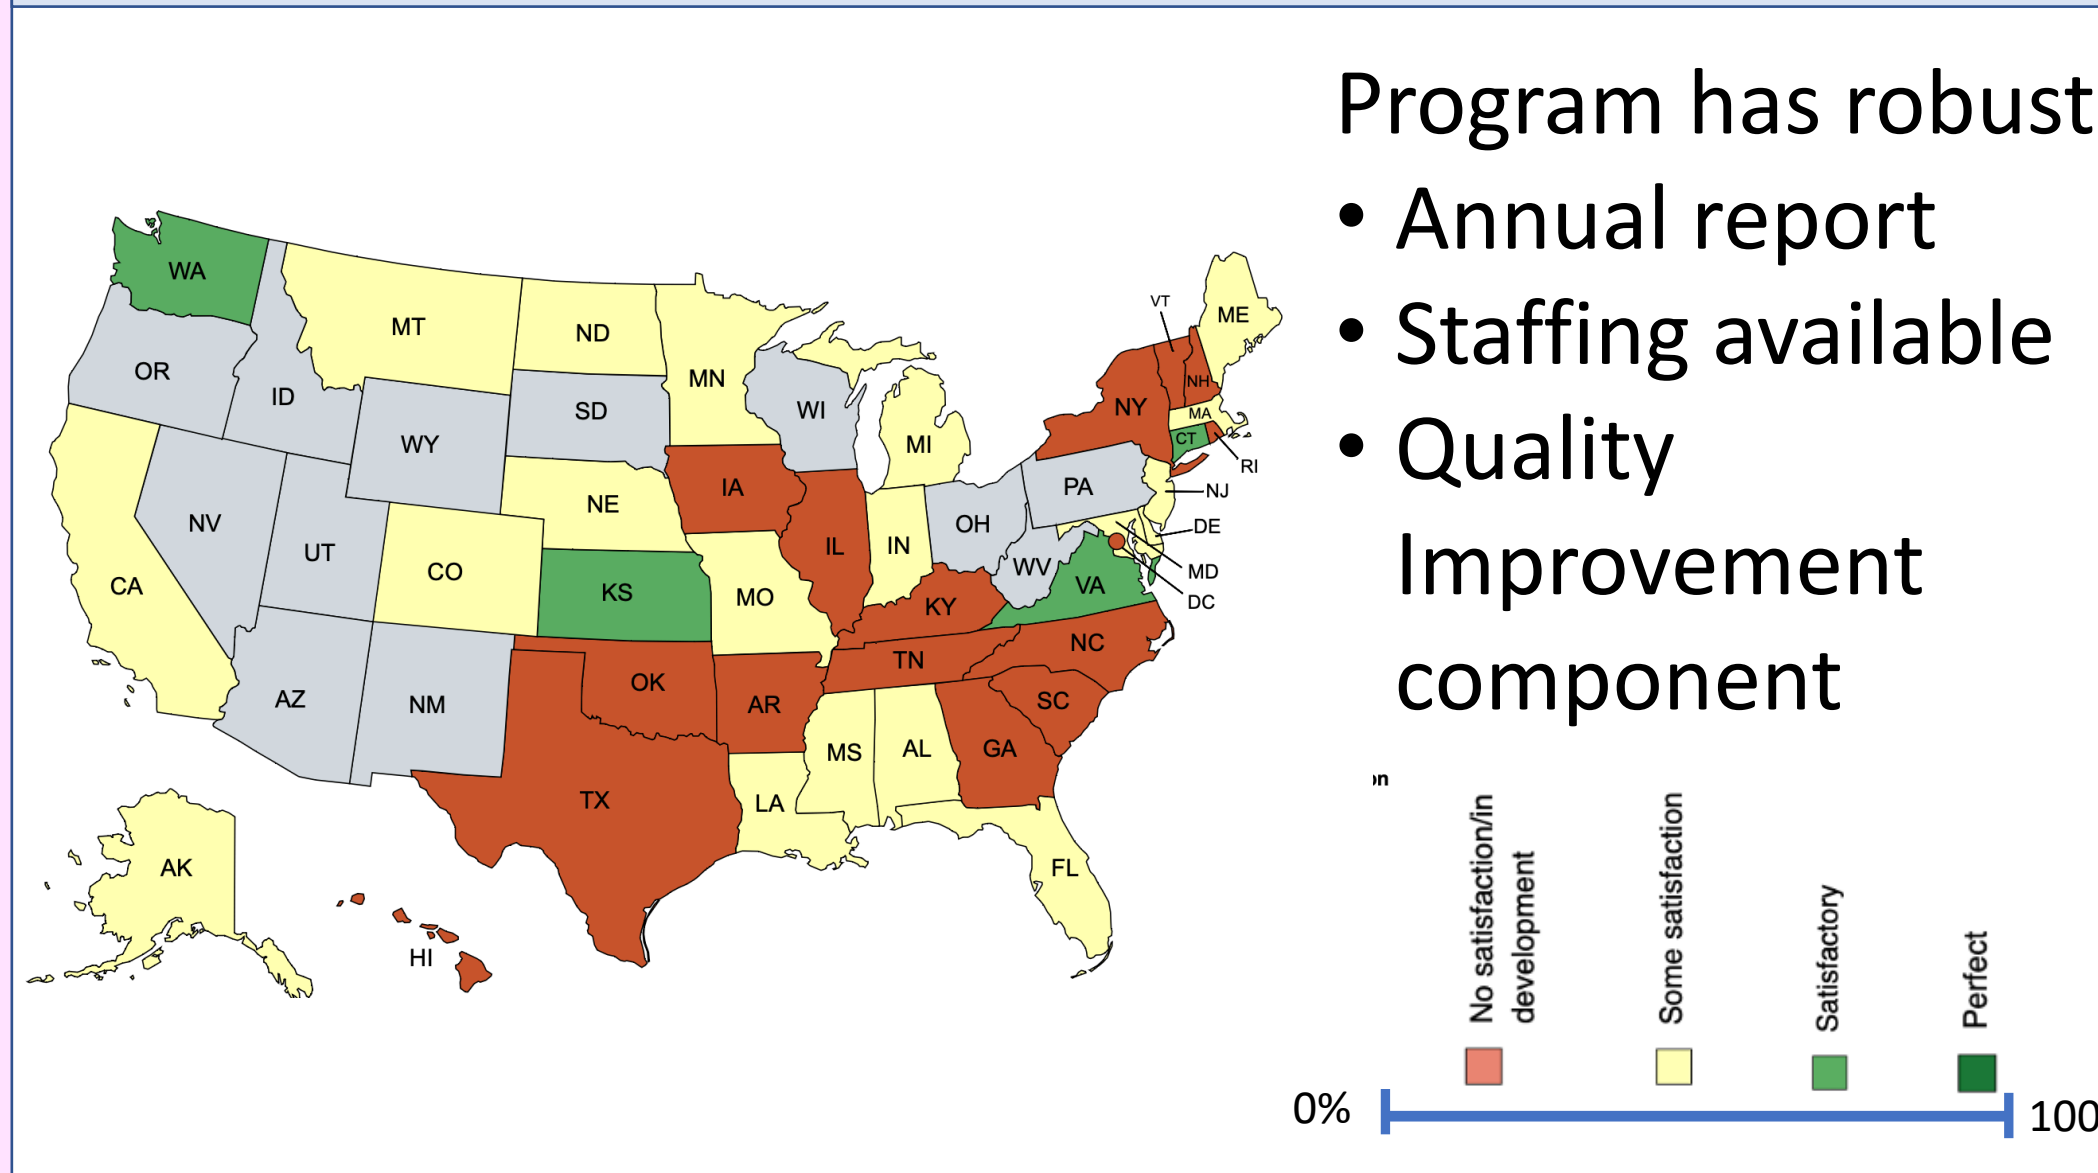 Program has robust
• Annual report
• Staffing available
• Quality
Improvement
component
WA
MT
ND
MN
VT
ME
OR
ID
SD
WI
NH
WY
MI
NY
MA
CT
RI
IA
NE
PA
NJ
NV
OH
DE
UT
IL
IN
CO
WV
MD
CA
KS
MO
VA
DC
KY
NC
TN
OK
AZ
NM
AR
SC
MS
AL
GA
TX
LA
AK
FL
HI
on
No satisfaction/in
development
Some satisfaction
Satisfactory
Perfect
0%
100